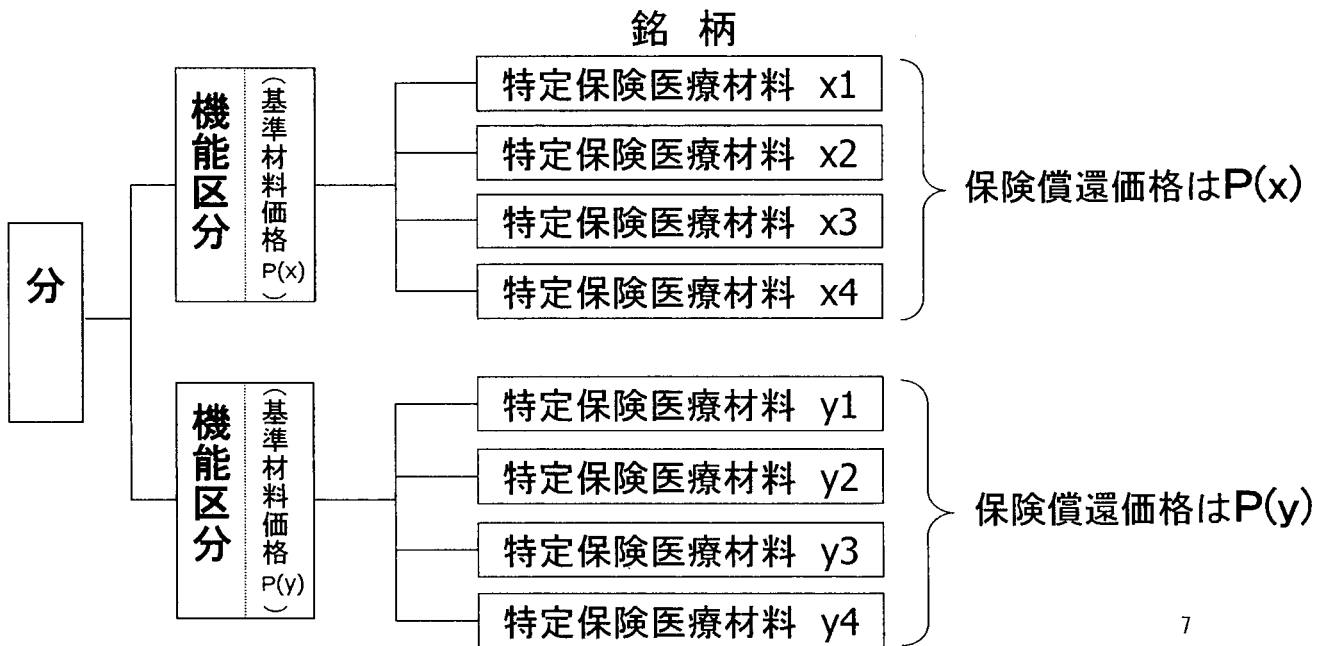 銘 柄
分
機能区分
(基準材料価格 P(x))
特定保険医療材料 x1
特定保険医療材料 x2
特定保険医療材料 x3
特定保険医療材料 x4
保険償還価格はP(x)
機能区分
(基準材料価格 P(y))
特定保険医療材料 y1
特定保険医療材料 y2
特定保険医療材料 y3
特定保険医療材料 y4
保険償還価格はP(y)
7